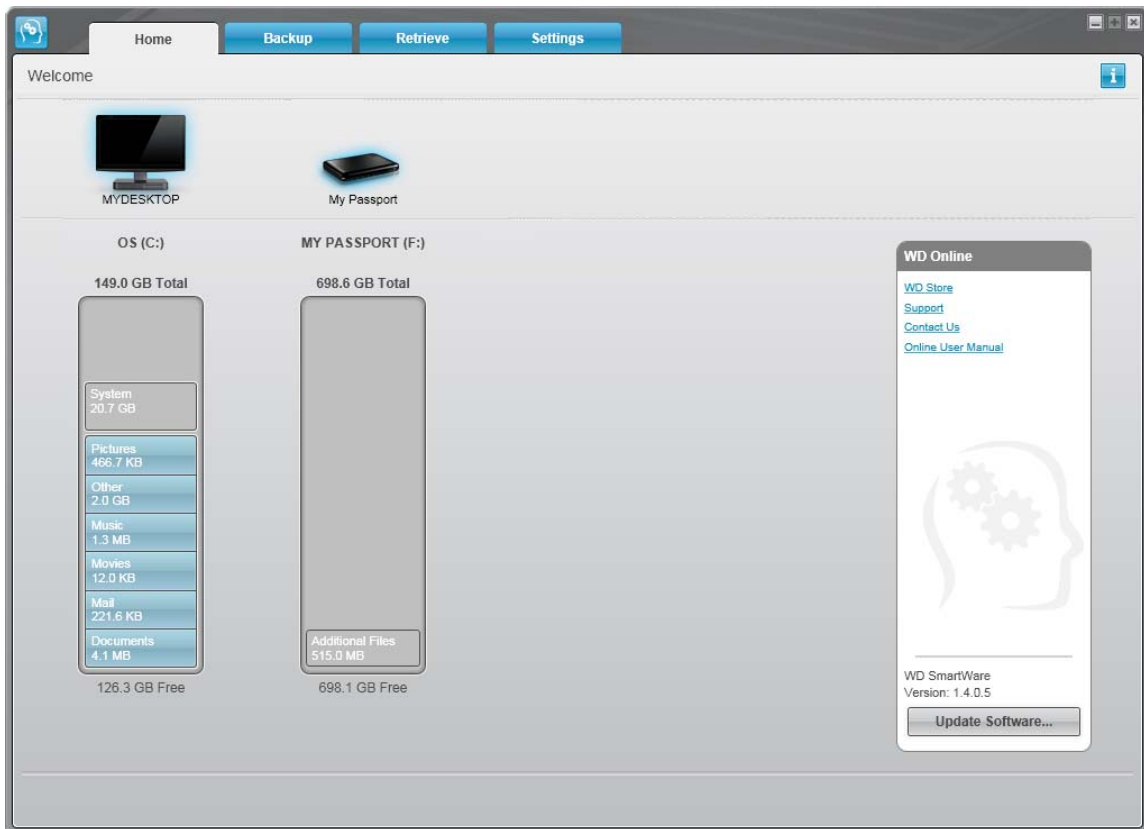 Home
Backup
Retrieve
Settings
Welcome
i
MYDESKTOP
My Passport
OS (C:)
149.0 GB Total
System
20.7 GB
Pictures
466.7 KB
Other
2.0 GB
Music
1.3 MB
Movies
12.0 KB
Mail
221.6 KB
Documents
4.1 MB
126.3 GB Free
MY PASSPORT (F:)
698.6 GB Total
Additional Files
515.0 MB
698.1 GB Free
WD Online
WD Store
Support
Contact Us
Online User Manual
WD SmartWare
Version: 1.4.0.5
Update Software...